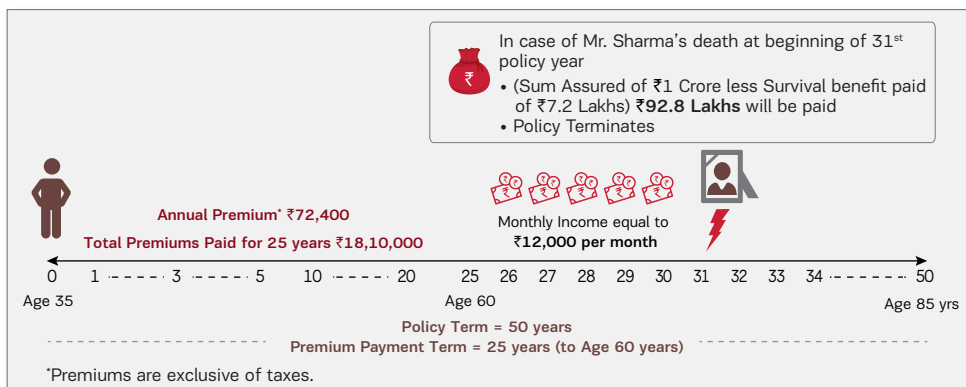 In case of Mr. Sharma's death at beginning of 31st
policy year
• (Sum Assured of ₹1 Crore less Survival benefit paid
of ₹7.2 Lakhs) ₹92.8 Lakhs will be paid
• Policy Terminates
Annual Premium* ₹72,400
Total Premiums Paid for 25 years ₹18,10,000
Monthly Income equal to
₹12,000 per month
0 1 ------- 3 ------- 5 10 ------- 20 25 26 27 28 29 30 31 32 33 34 ------- 50
Age 35 Age 60 Age 85 yrs
Policy Term = 50 years
Premium Payment Term = 25 years (to Age 60 years)
*Premiums are exclusive of taxes.